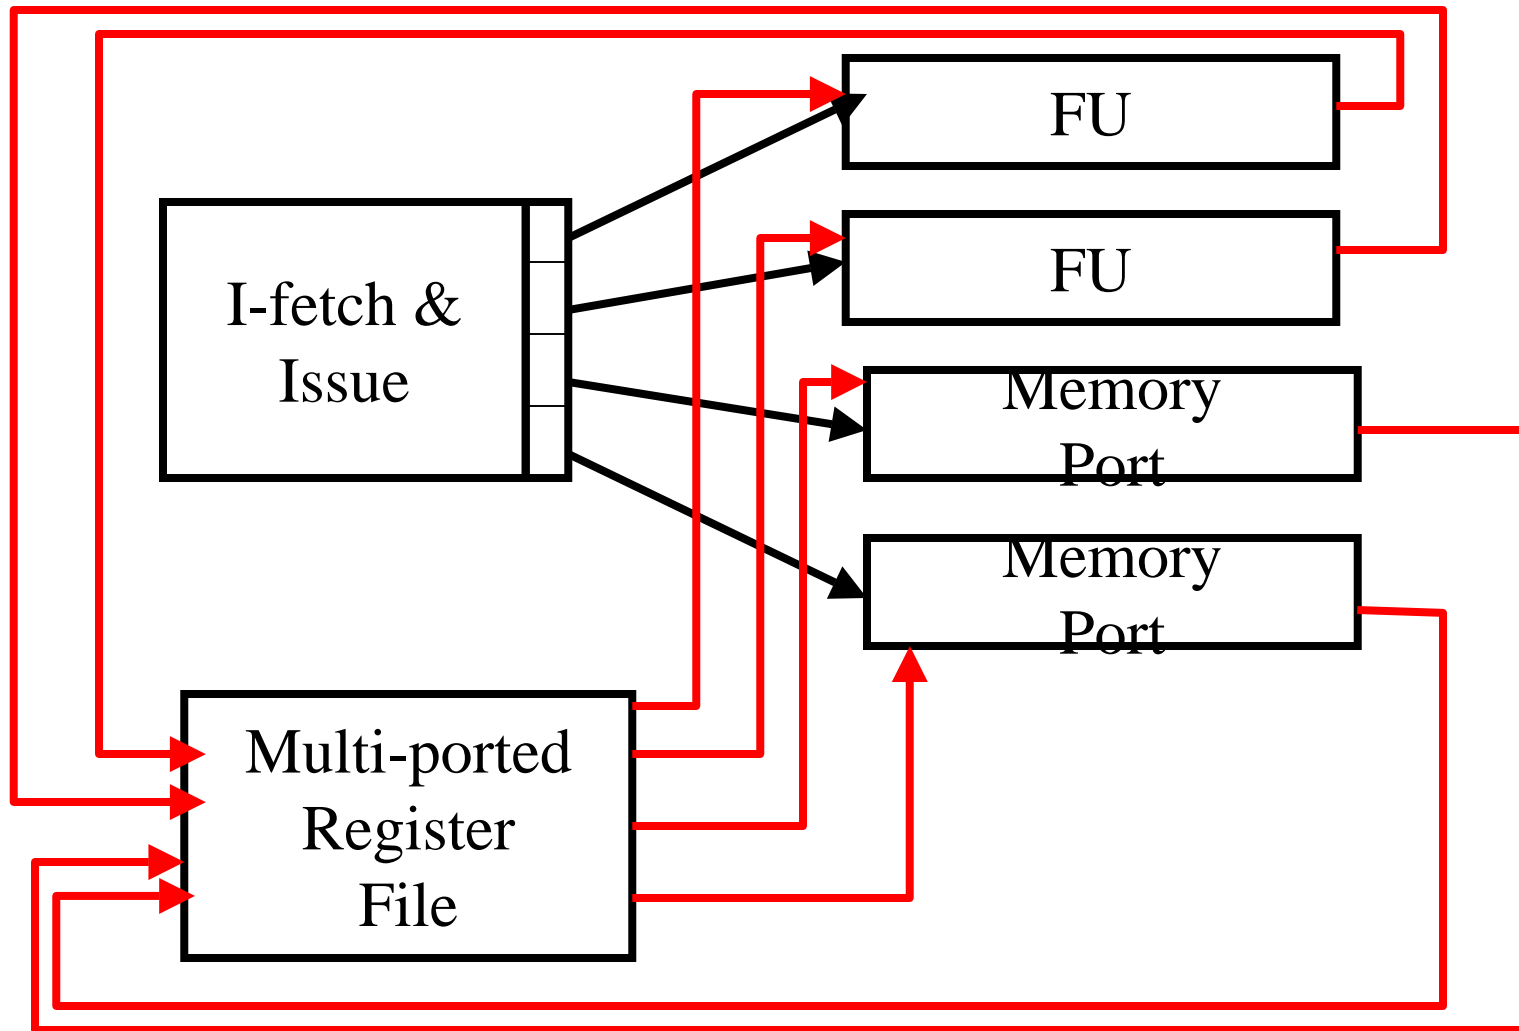 FU
FU
I-fetch &
Issue
Memory
Port
Memory
Port
Multi-ported
Register
File